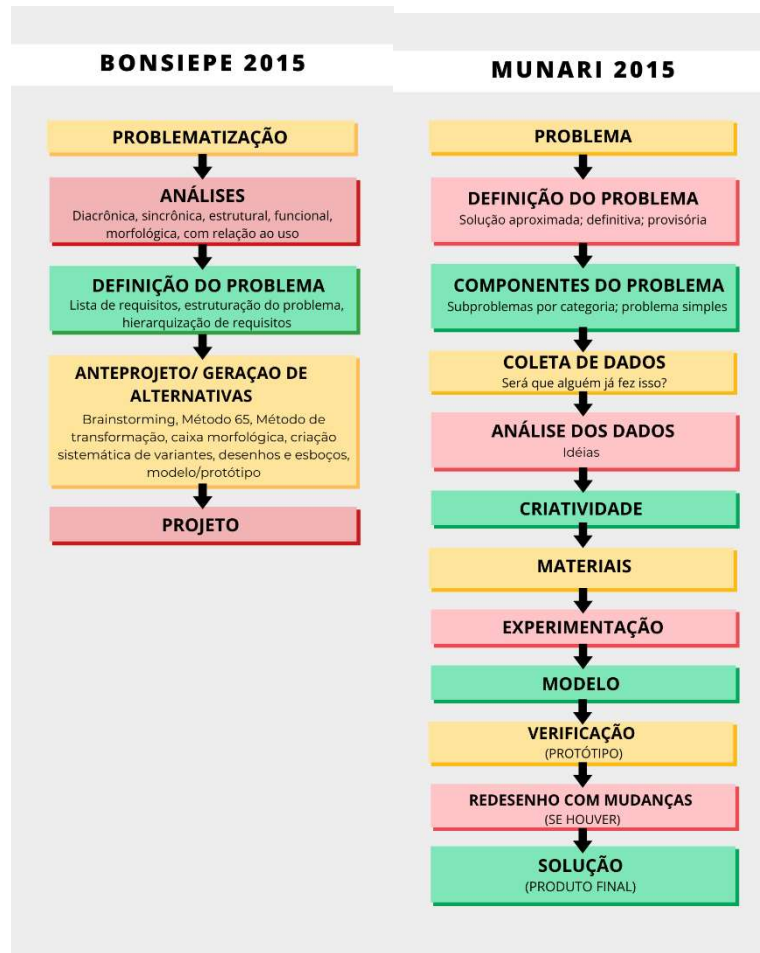 BONSIEPE 2015
PROBLEMATIZAÇÃO
ANÁLISES
Diacrônica, sincrônica, estrutural, funcional,
morfológica, com relação ao uso
DEFINIÇÃO DO PROBLEMA
Lista de requisitos, estruturação do problema,
hierarquização de requisitos
ANTEPROJETO/ GERAÇAO DE
ALTERNATIVAS
Brainstorming, Método 65, Método de
transformação, caixa morfológica, criação
sistemática de variantes, desenhos e esboços,
modelo/protótipo
PROJETO
MUNARI 2015
PROBLEMA
DEFINIÇÃO DO PROBLEMA
Solução aproximada; definitiva; provisória
COMPONENTES DO PROBLEMA
Subproblemas por categoria; problema simples
COLETA DE DADOS
Será que alguém já fez isso?
ANÁLISE DOS DADOS
Idéias
CRIATIVIDADE
MATERIAIS
EXPERIMENTAÇÃO
MODELO
VERIFICAÇÃO
(PROTÓTIPO)
REDESENHO COM MUDANÇAS
(SE HOUVER)
SOLUÇÃO
(PRODUTO FINAL)